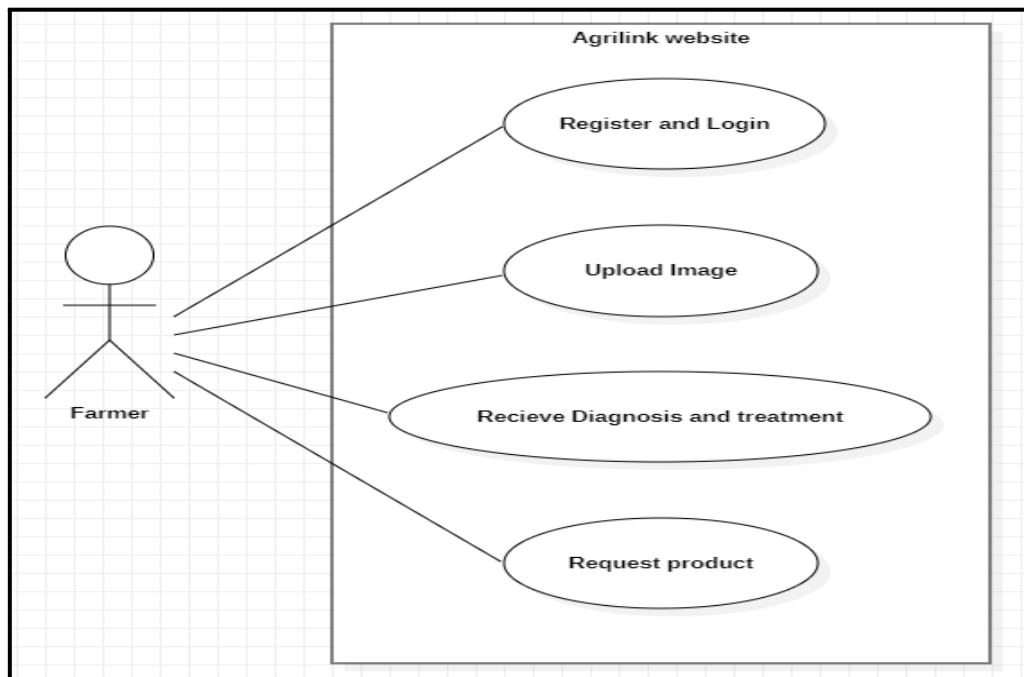 Agrilink website
Register and Login
Upload Image
Farmer
Recieve Diagnosis and treatment
Request product